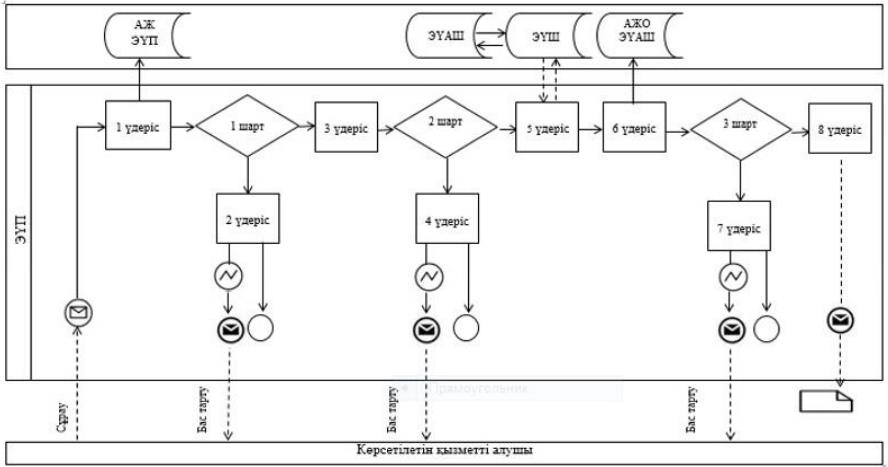 АЖ
ЭҮП
ЭҮАШ
ЭҮШ
АЖО
ЭҮАШ
ЭҮП
1 үдеріс
1 шарт
3 үдеріс
2 шарт
5 үдеріс
6 үдеріс
3 шарт
8 үдеріс
2 үдеріс
4 үдеріс
7 үдеріс
Прямоугольник
Сұрау
Бас тарту
Бас тарту
Бас тарту
Көрсетілетін қызметті алушы